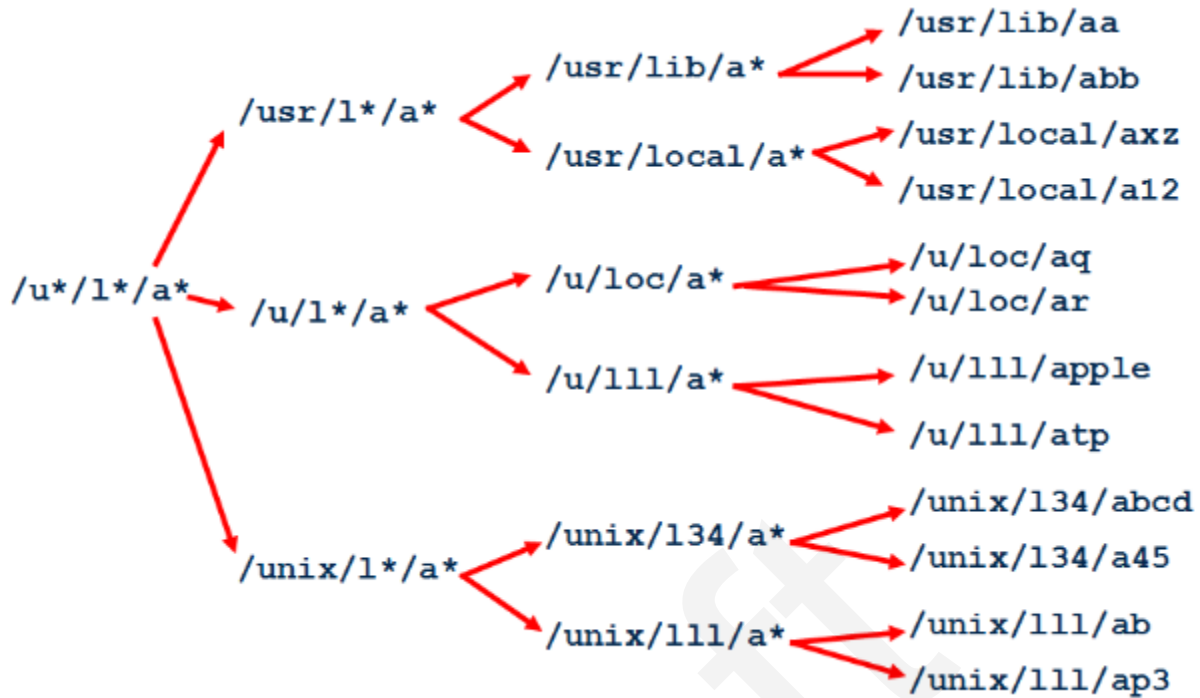 /u*/l*/a*
/usr/l*/a*
/u/l*/a*
/unix/l*/a*
/usr/lib/a*
/usr/local/a*
/u/loc/a*
/u/lll/a*
/unix/l34/a*
/unix/lll/a*
/usr/lib/aa
/usr/lib/abb
/usr/local/axz
/usr/local/a12
/u/loc/aq
/u/loc/ar
/u/lll/apple
/u/lll/atp
/unix/l34/abcd
/unix/l34/a45
/unix/lll/ab
/unix/lll/ap3
ft